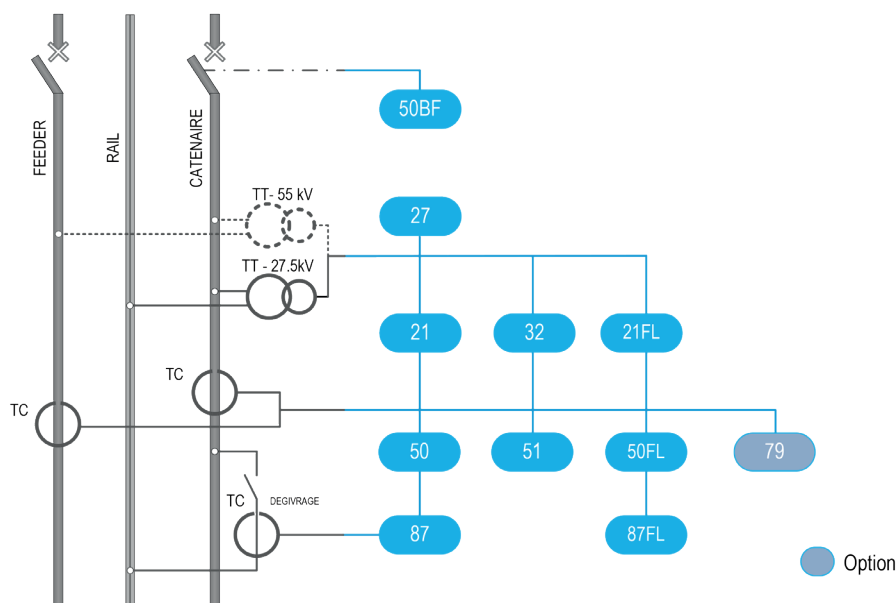 50BF
FEEDER
RAIL
CATENAIRE
TT- 55 kV
27
TT - 27.5kV
21
32
21FL
TC
TC
50
51
50FL
79
TC
DEGIVRAGE
87
87FL
Option